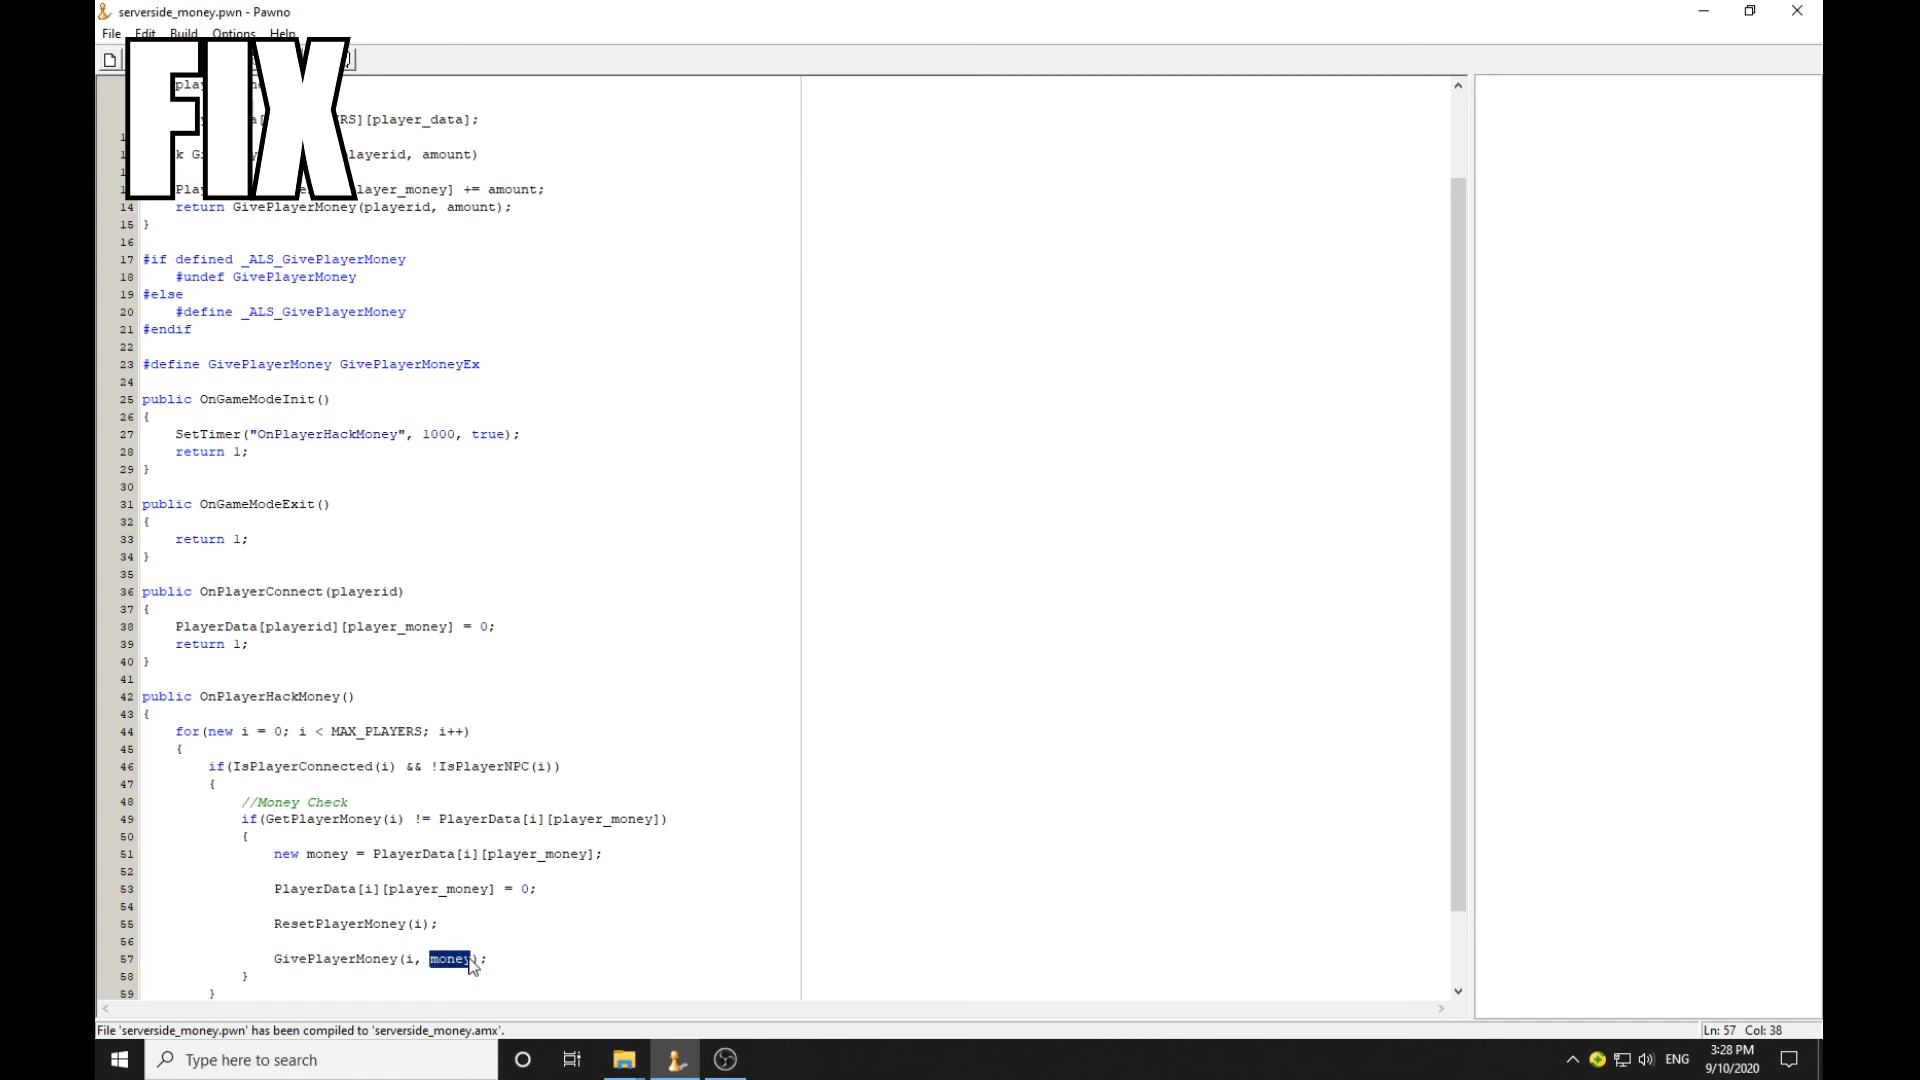 serverside_money.pwn - Pawno
File Edit Build Options Help
FIX
RS][player_data];
layerid, amount)
layer_money] += amount;
14 return GivePlayerMoney(playerid, amount);
15 }
16
17 #if defined _ALS_GivePlayerMoney
18 #undef GivePlayerMoney
19 #else
20 #define _ALS_GivePlayerMoney
21 #endif
22
23 #define GivePlayerMoney GivePlayerMoneyEx
24
25 public OnGameModeInit()
26 {
27 SetTimer("OnPlayerHackMoney", 1000, true);
28 return 1;
29 }
30
31 public OnGameModeExit()
32 {
33 return 1;
34 }
35
36 public OnPlayerConnect(playerid)
37 {
38 PlayerData[playerid][player_money] = 0;
39 return 1;
40 }
41
42 public OnPlayerHackMoney()
43 {
44 for(new i = 0; i < MAX_PLAYERS; i++)
45 {
46 if(IsPlayerConnected(i) && !IsPlayerNPC(i))
47 {
48 //Money Check
49 if(GetPlayerMoney(i) != PlayerData[i][player_money])
50 {
51 new money = PlayerData[i][player_money];
52
53 PlayerData[i][player_money] = 0;
54
55 ResetPlayerMoney(i);
56
57 GivePlayerMoney(i, money);
58 }
59 }
File 'serverside_money.pwn' has been compiled to 'serverside_money.amx'.
Ln: 57 Col: 38
Type here to search
ENG
3:28 PM
9/10/2020